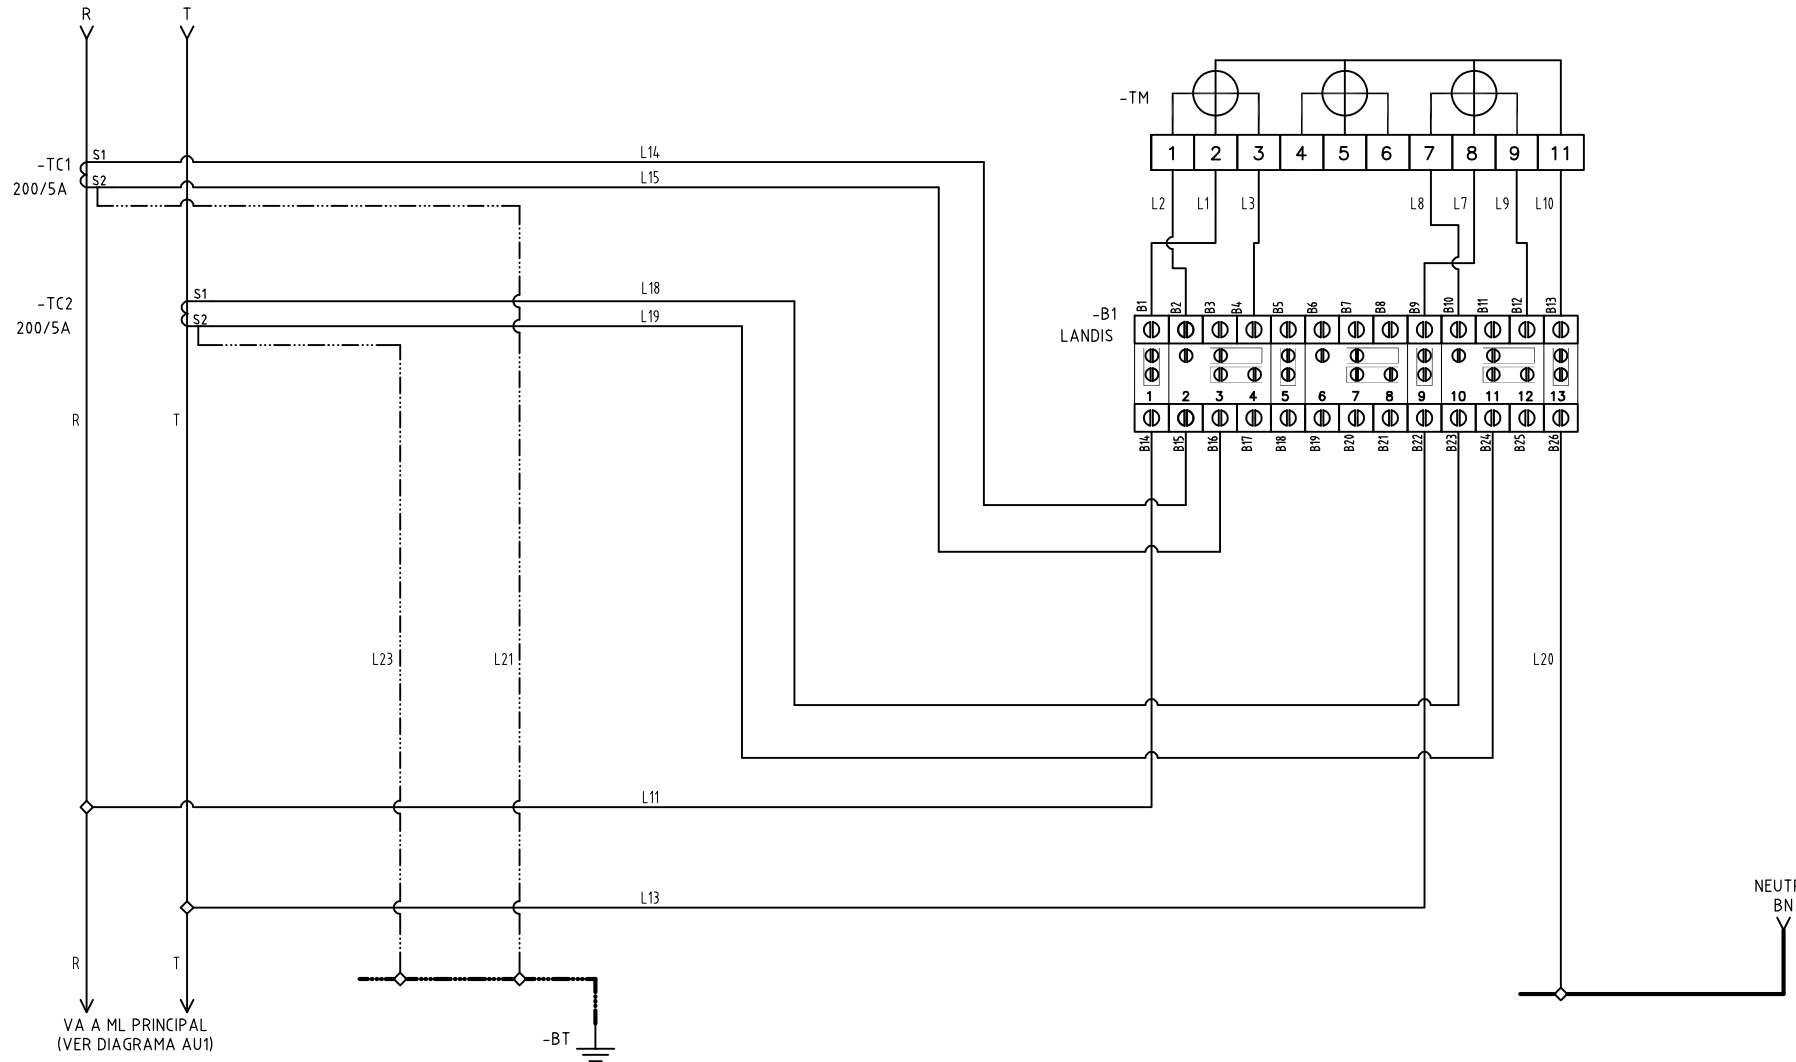 R T
-TM
1 2 3 4 5 6 7 8 9 11
-TC1
200/5A
S1
S2
L14
L15
L2 L1 L3 L8 L7 L9 L10
-TC2
200/5A
S1
S2
L18
L19
-B1
LANDIS
B1 B2 B3 B4 B5 B6 B7 B8 B9 B10 B11 B12 B13
1 2 3 4 5 6 7 8 9 10 11 12 13
B14 B15 B16 B17 B18 B19 B20 B21 B22 B23 B24 B25 B26
R T
L23 L21 L20
L11
L13
NEUT
BN
R T
VA A ML PRINCIPAL
(VER DIAGRAMA AU1)
-BT